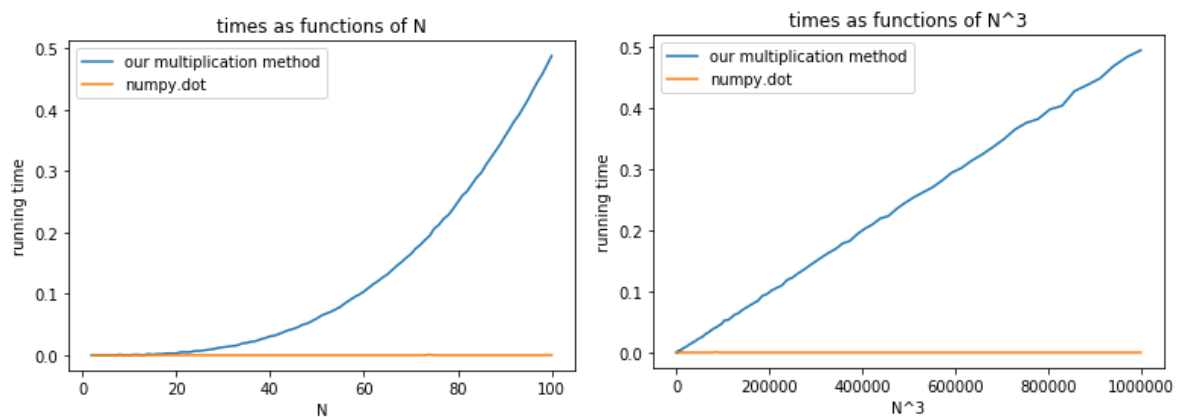 times as functions of N
0.5
0.4
0.3
0.2
0.1
0.0
running time
our multiplication method
numpy.dot
0 20 40 60 80 100
N
times as functions of N^3
0.5
0.4
0.3
0.2
0.1
0.0
running time
our multiplication method
numpy.dot
0 200000 400000 600000 800000 1000000
N^3